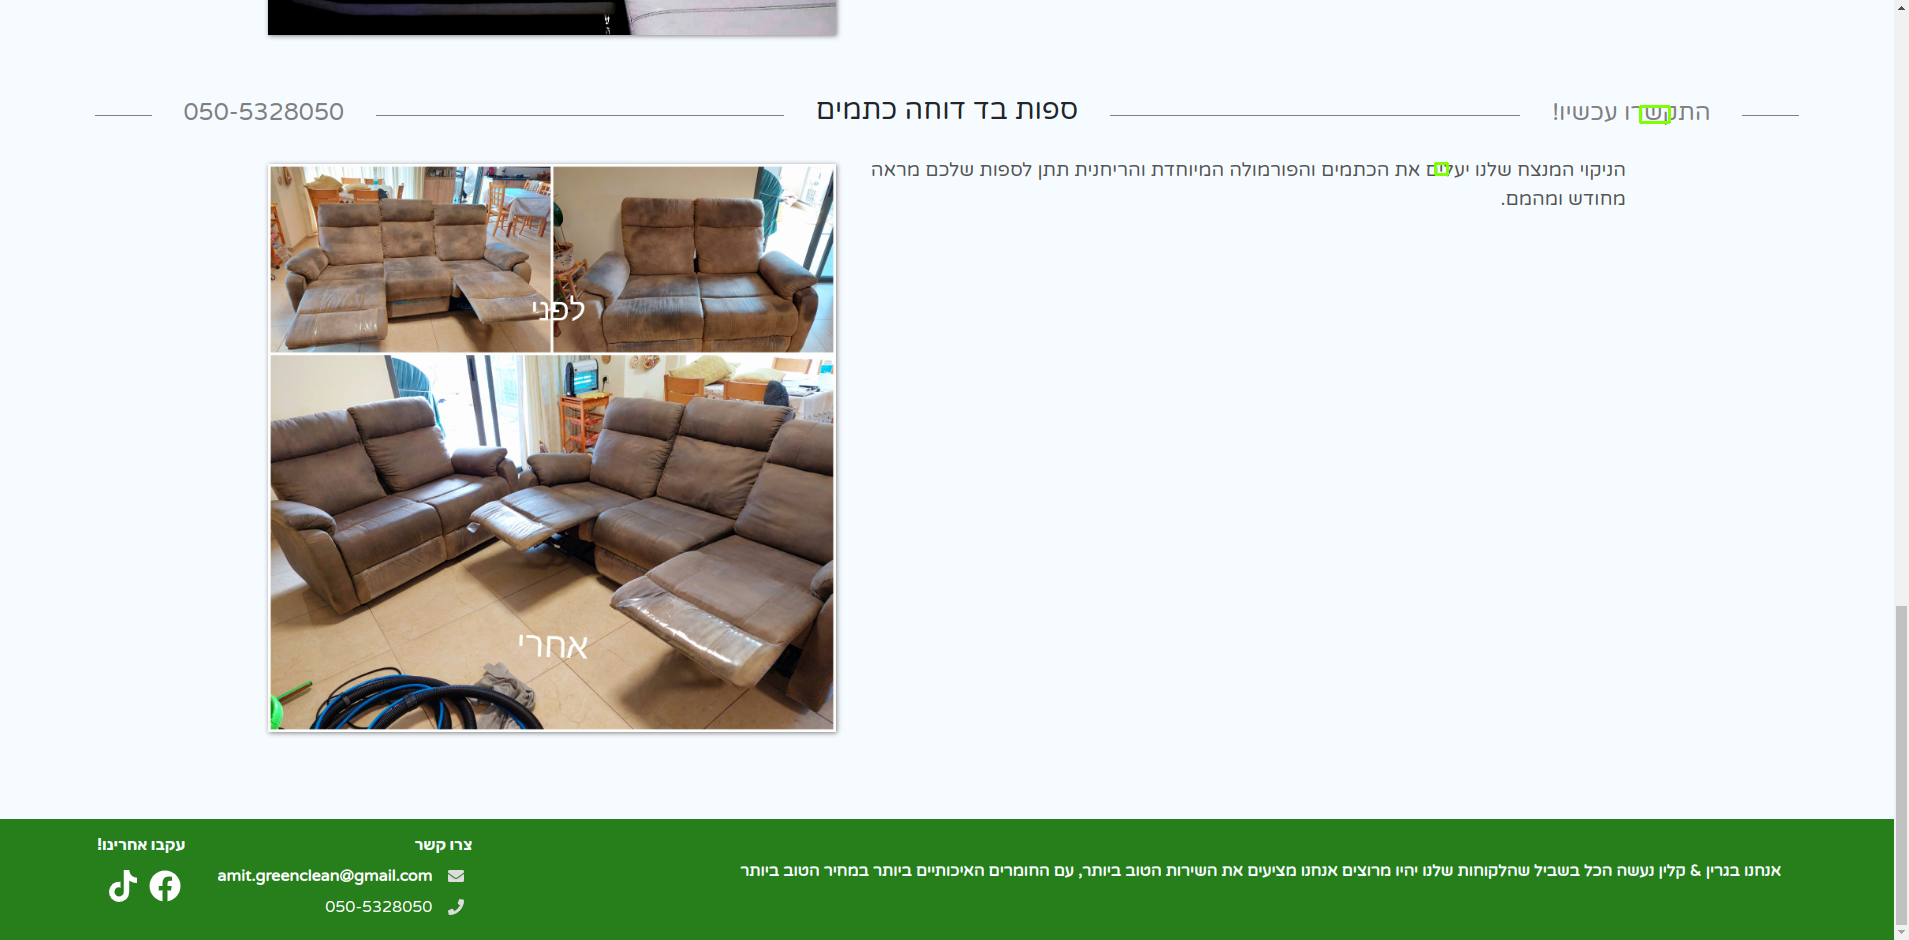 התקשרו עכשיו!
ספות בד דוחה כתמים
050-5328050
הניקוי המנצח שלנו יעלים את הכתמים והפורמולה המיוחדת והריחנית תתן לספות שלכם מראה
מחודש ומהמם.
לפני
אחרי
אנחנו בגרין & קלין נעשה הכל בשביל שהלקוחות שלנו יהיו מרוצים אנחנו מציעים את השירות הטוב ביותר, עם החומרים האיכותיים ביותר במחיר הטוב ביותר
צרו קשר
amit.greenclean@gmail.com
050-5328050
עקבו אחרינו!